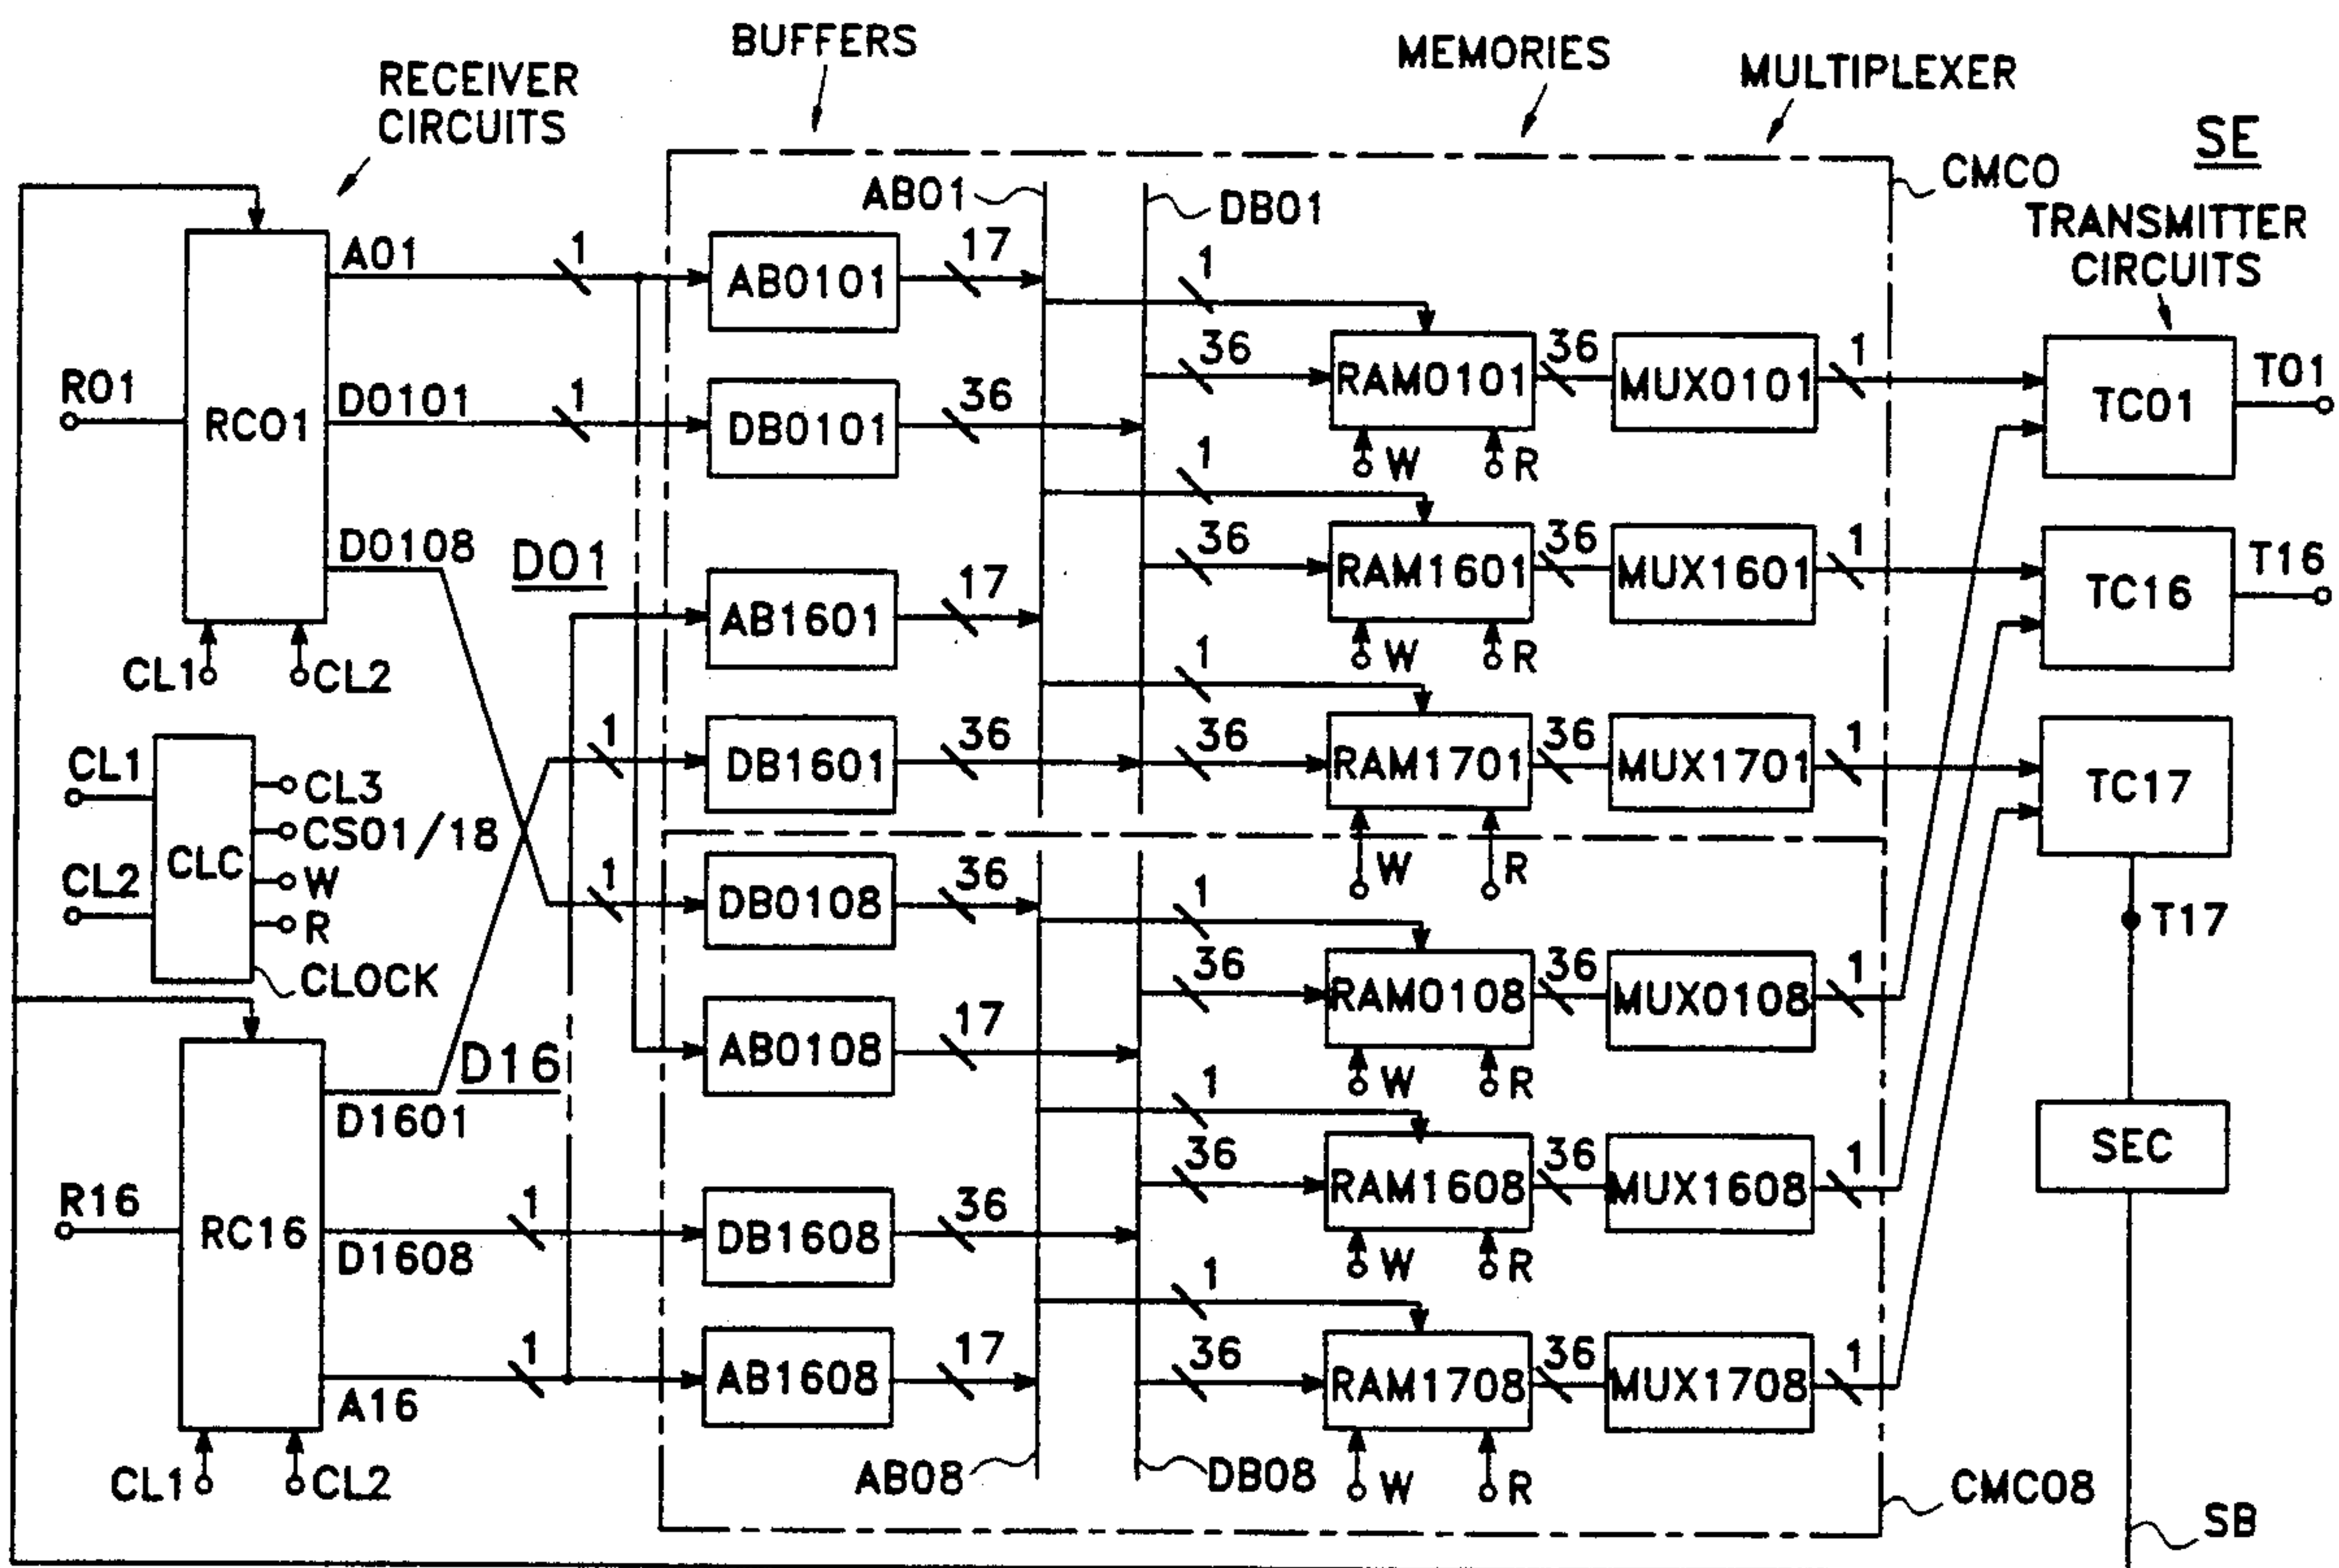 BUFFERS
MEMORIES
MULTIPLEXER
RECEIVER
CIRCUITS
SE
CMCO
TRANSMITTER
CIRCUITS
AB01
DB01
A01
1
AB0101
17
1
R01
RC01
D0101
1
DB0101
36
36
RAM0101
36
MUX0101
1
TC01
T01
W
R
D0108
D01
1
AB1601
17
36
RAM1601
36
MUX1601
1
TC16
T16
W
R
CL1
CL2
1
1
DB1601
36
36
RAM1701
36
MUX1701
1
TC17
W
R
CL1
CL2
CLC
CL3
CS01/18
W
R
CLOCK
1
DB0108
36
1
T17
36
RAM0108
36
MUX0108
1
W
R
AB0108
17
D16
D1601
1
R16
RC16
1
D1608
DB1608
36
36
RAM1608
36
MUX1608
1
SEC
W
R
1
1
A16
AB1608
17
36
RAM1708
36
MUX1708
1
W
R
CL1
CL2
AB08
DB08
CMC08
SB